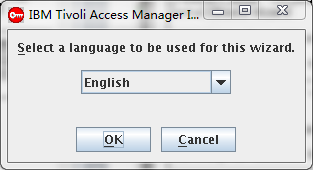 IBM Tivoli Access Manager I...
Select a language to be used for this wizard.
English
OK Cancel